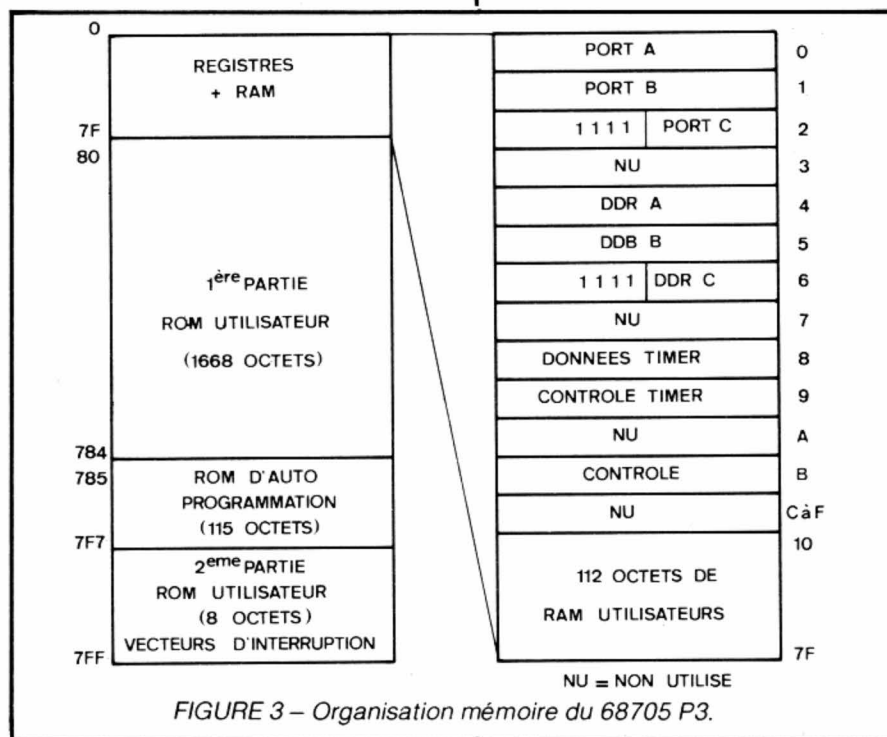 0
REGISTRES
+ RAM
7F
80
1ère PARTIE
ROM UTILISATEUR
(1668 OCTETS)
784
785
ROM D'AUTO
PROGRAMMATION
(115 OCTETS)
7F7
2eme PARTIE
ROM UTILISATEUR
(8 OCTETS)
VECTEURS D'INTERRUPTION
7FF
PORT A 0
PORT B 1
1111 PORT C 2
NU 3
DDR A 4
DDB B 5
1111 DDR C 6
NU 7
DONNEES TIMER 8
CONTROLE TIMER 9
NU A
CONTROLE B
NU CàF
10
112 OCTETS DE
RAM UTILISATEURS
7F
NU = NON UTILISE
FIGURE 3 – Organisation mémoire du 68705 P3.